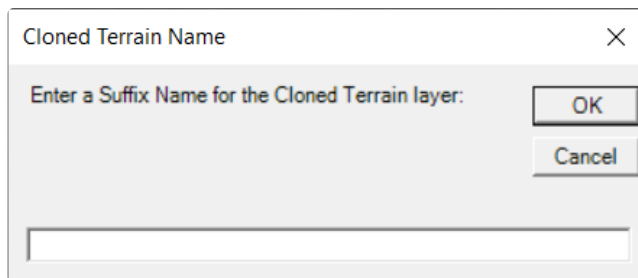 Cloned Terrain Name
Enter a Suffix Name for the Cloned Terrain layer:
OK
Cancel